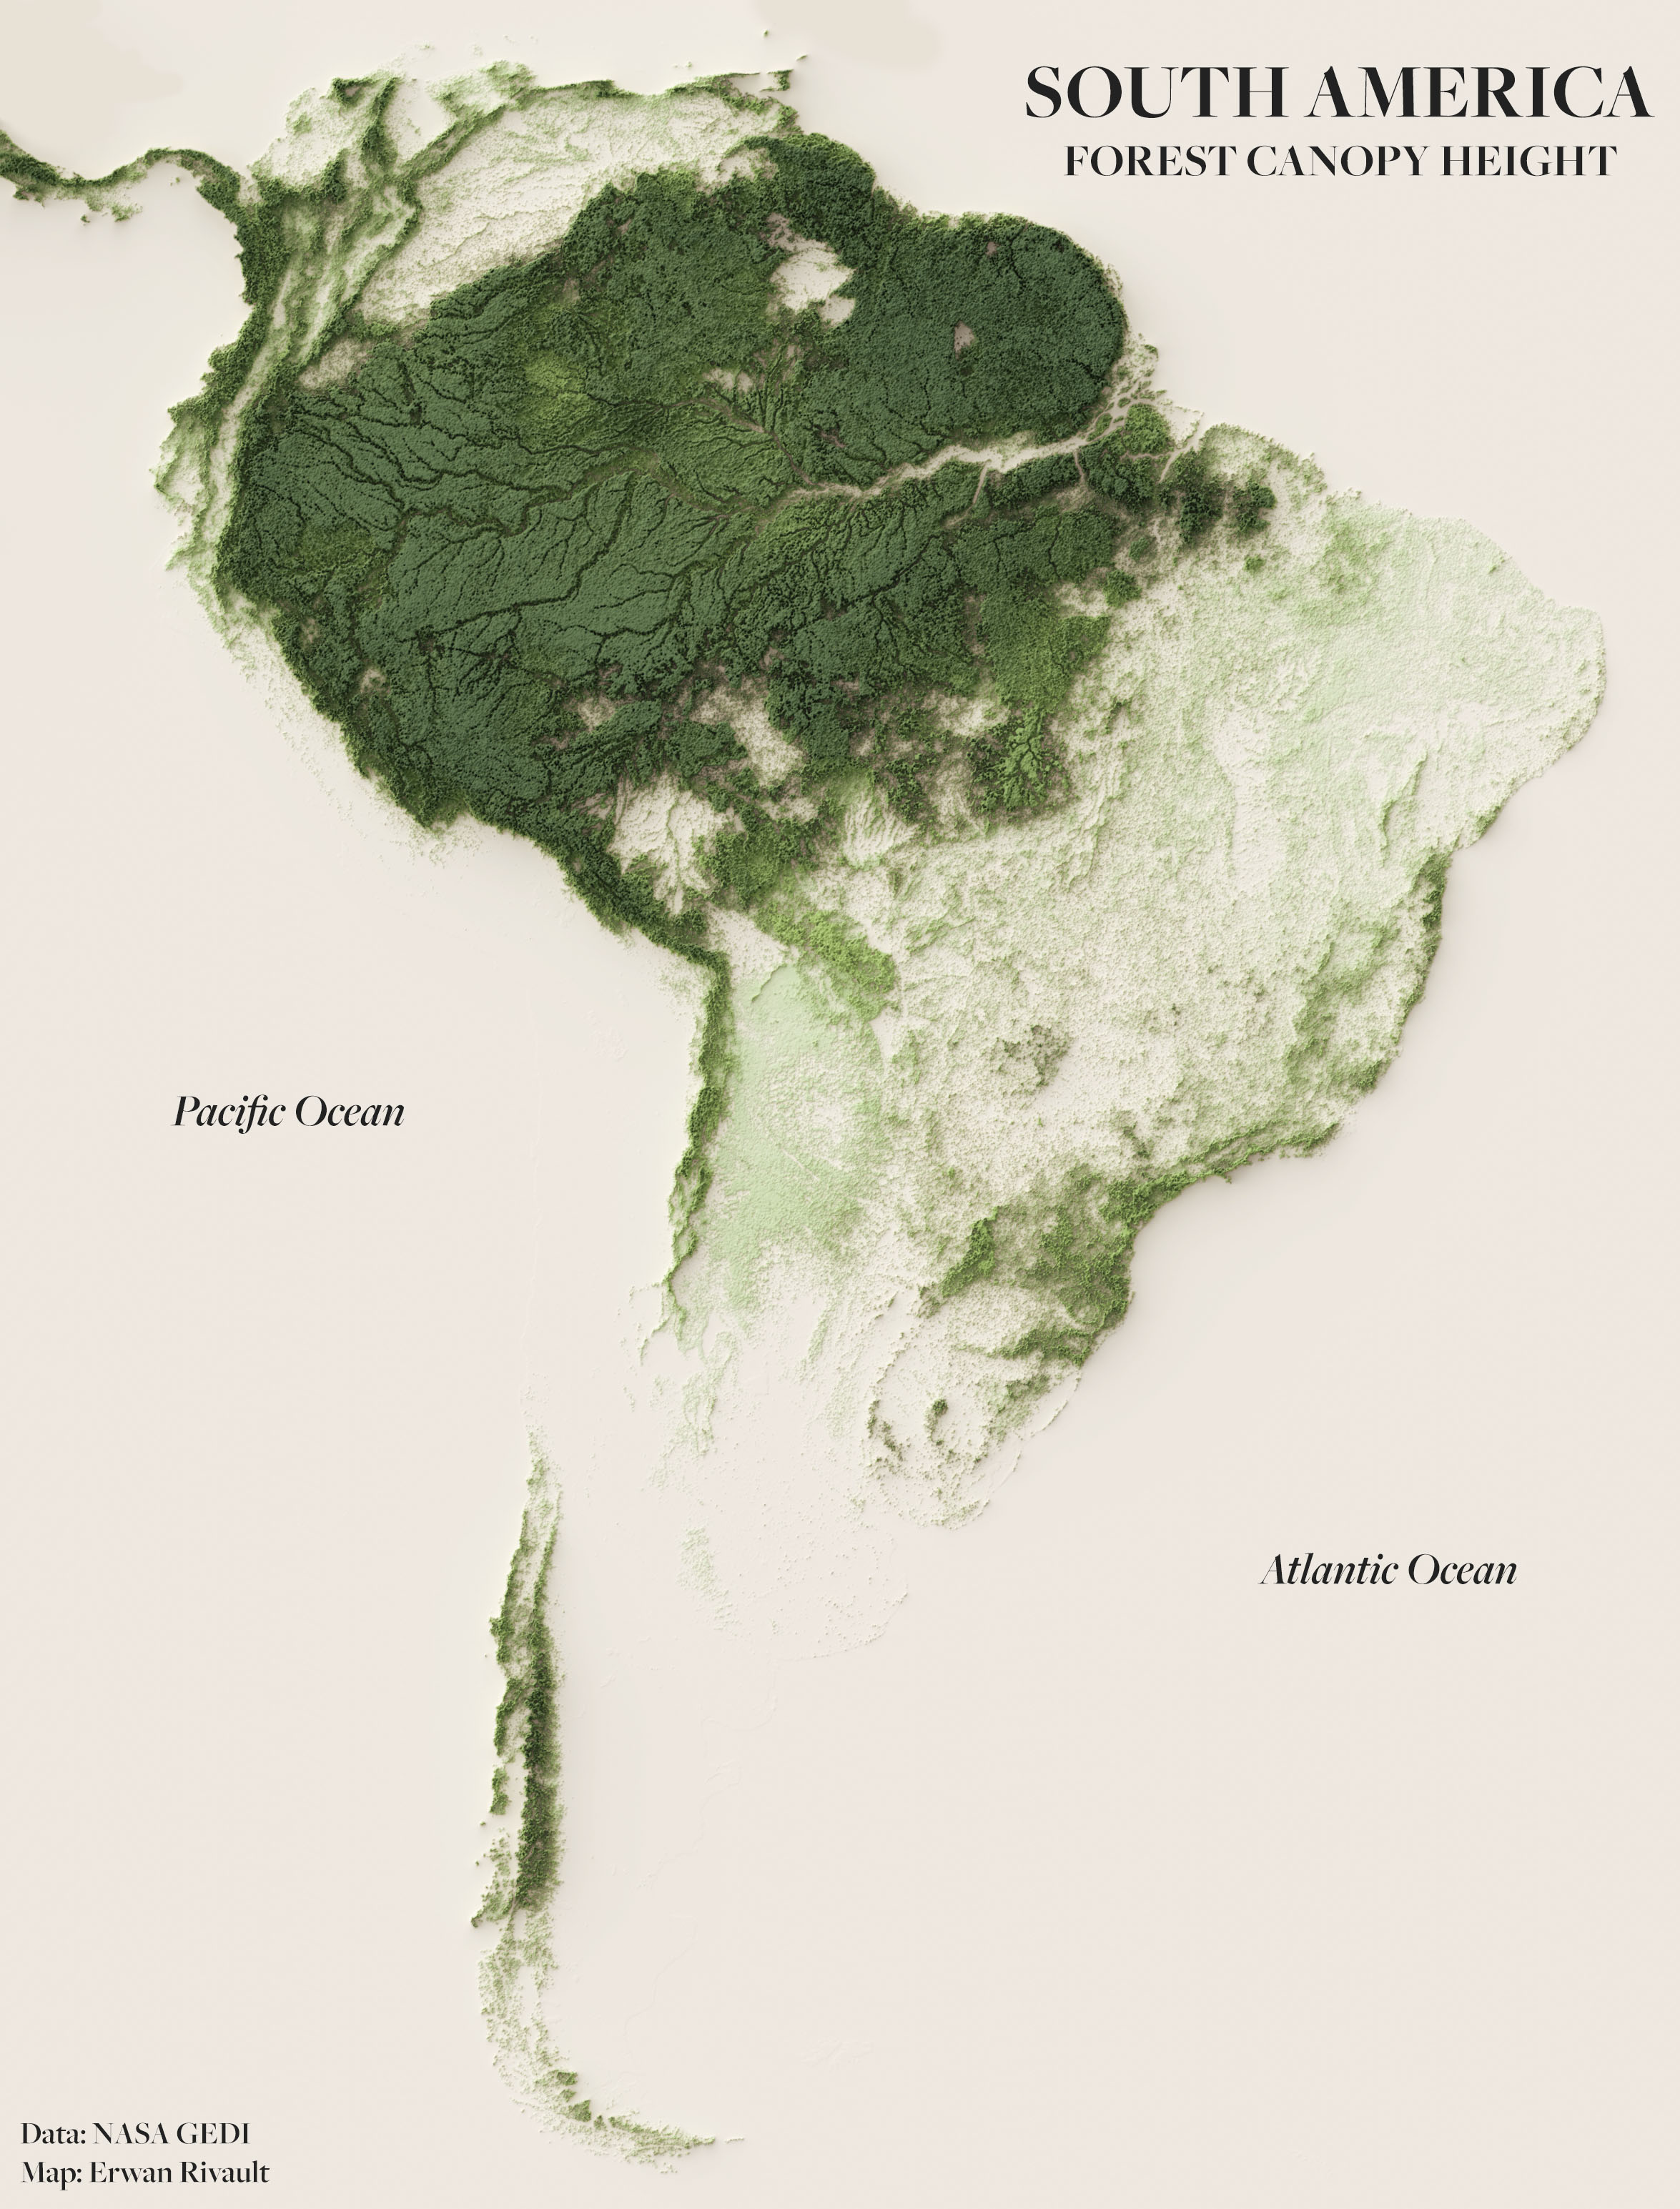 SOUTH AMERICA
FOREST CANOPY HEIGHT
Pacific Ocean
Atlantic Ocean
Data: NASA GEDI
Map: Erwan Rivault